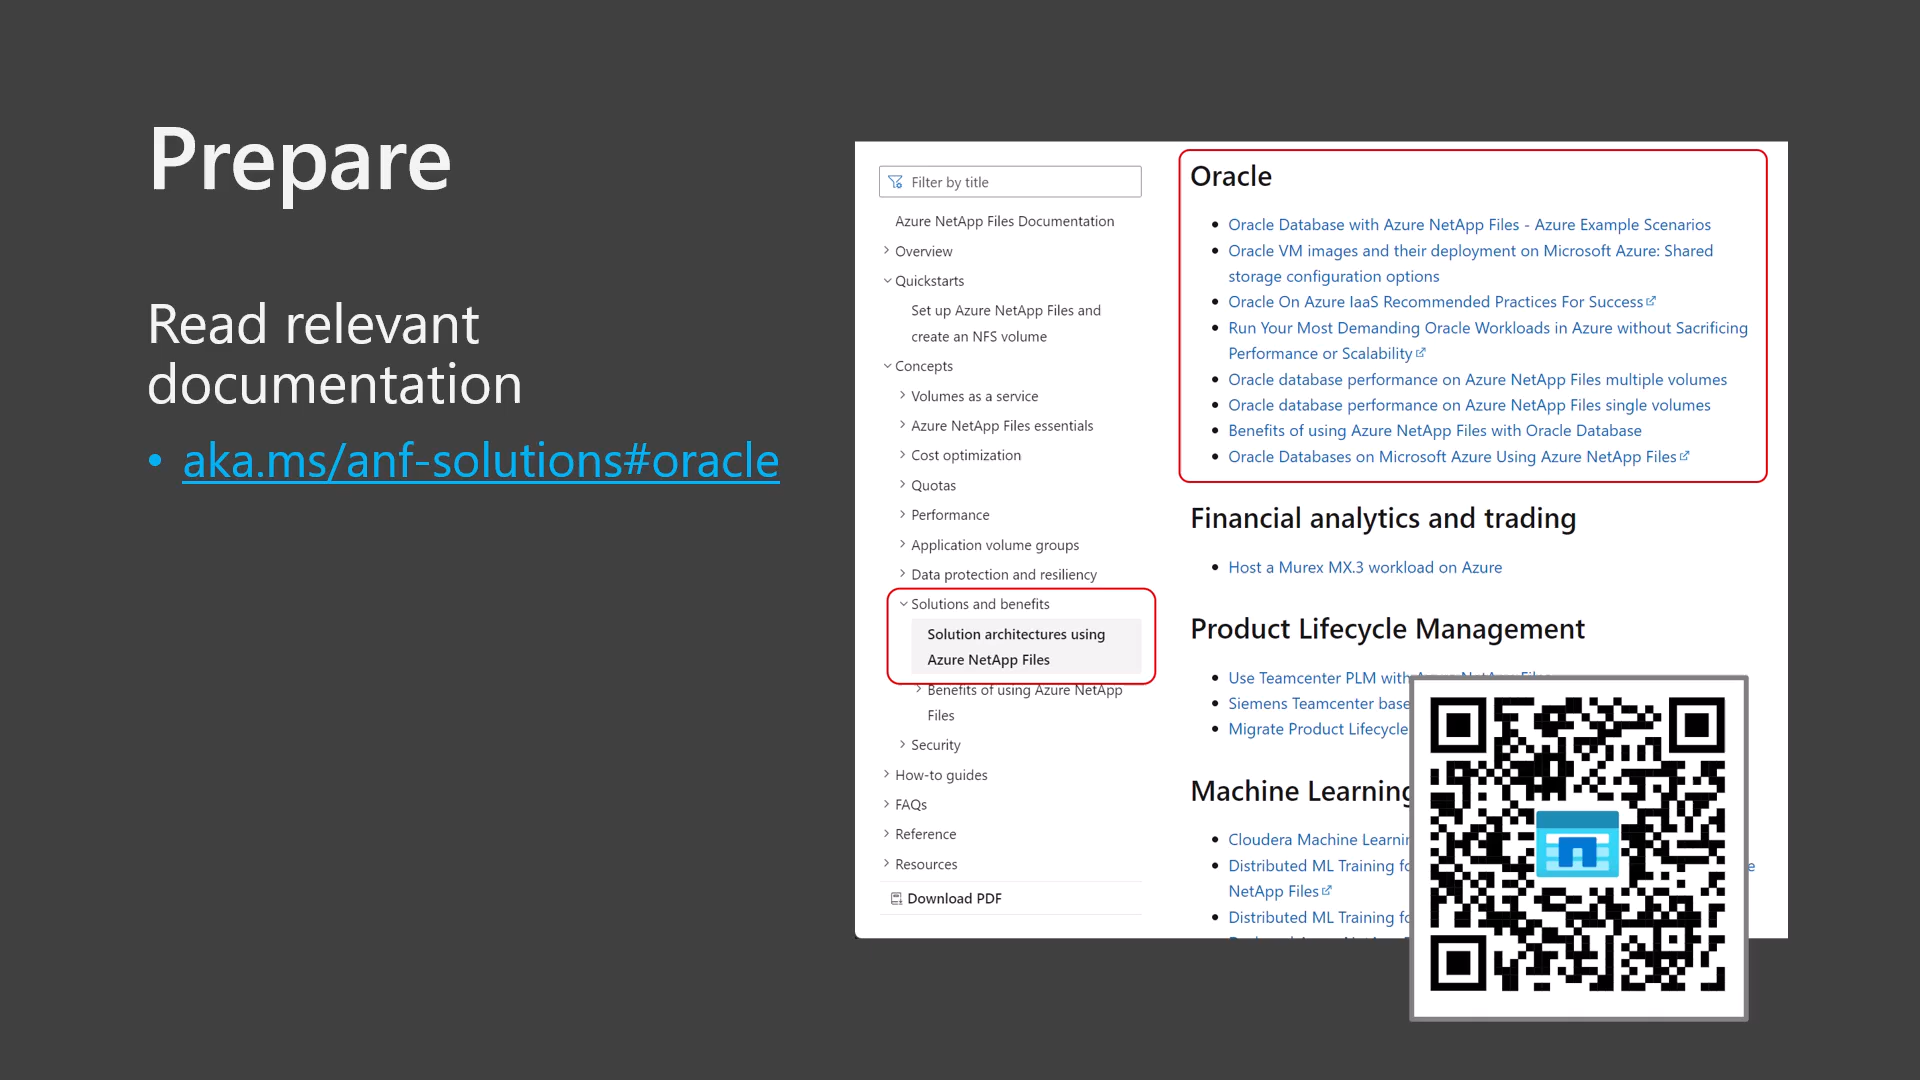 Prepare
Read relevant
documentation
• aka.ms/anf-solutions#oracle
Filter by title
Azure NetApp Files Documentation
Overview
Quickstarts
Set up Azure NetApp Files and
create an NFS volume
Concepts
Volumes as a service
Azure NetApp Files essentials
Cost optimization
Quotas
Performance
Application volume groups
Data protection and resiliency
Solutions and benefits
Solution architectures using
Azure NetApp Files
Benefits of using Azure NetApp
Files
Security
How-to guides
FAQs
Reference
Resources
Download PDF
Oracle
• Oracle Database with Azure NetApp Files - Azure Example Scenarios
• Oracle VM images and their deployment on Microsoft Azure: Shared
storage configuration options
• Oracle On Azure IaaS Recommended Practices For Success
• Run Your Most Demanding Oracle Workloads in Azure without Sacrificing
Performance or Scalability
• Oracle database performance on Azure NetApp Files multiple volumes
• Oracle database performance on Azure NetApp Files single volumes
• Benefits of using Azure NetApp Files with Oracle Database
• Oracle Databases on Microsoft Azure Using Azure NetApp Files
Financial analytics and trading
• Host a Murex MX.3 workload on Azure
Product Lifecycle Management
• Use Teamcenter PLM with Azure NetApp Files
• Siemens Teamcenter base
• Migrate Product Lifecycle
Machine Learning
• Cloudera Machine Learnin
• Distributed ML Training fo
NetApp Files
• Distributed ML Training fo